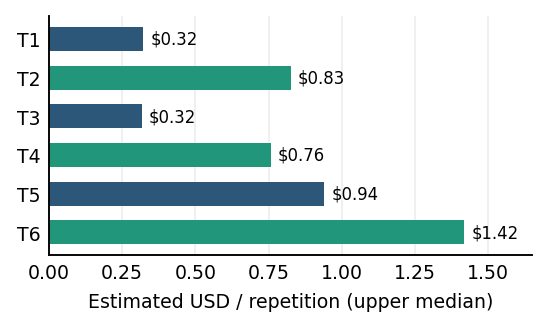 T1 $0.32
T2 $0.83
T3 $0.32
T4 $0.76
T5 $0.94
T6 $1.42
0.00 0.25 0.50 0.75 1.00 1.25 1.50
Estimated USD / repetition (upper median)